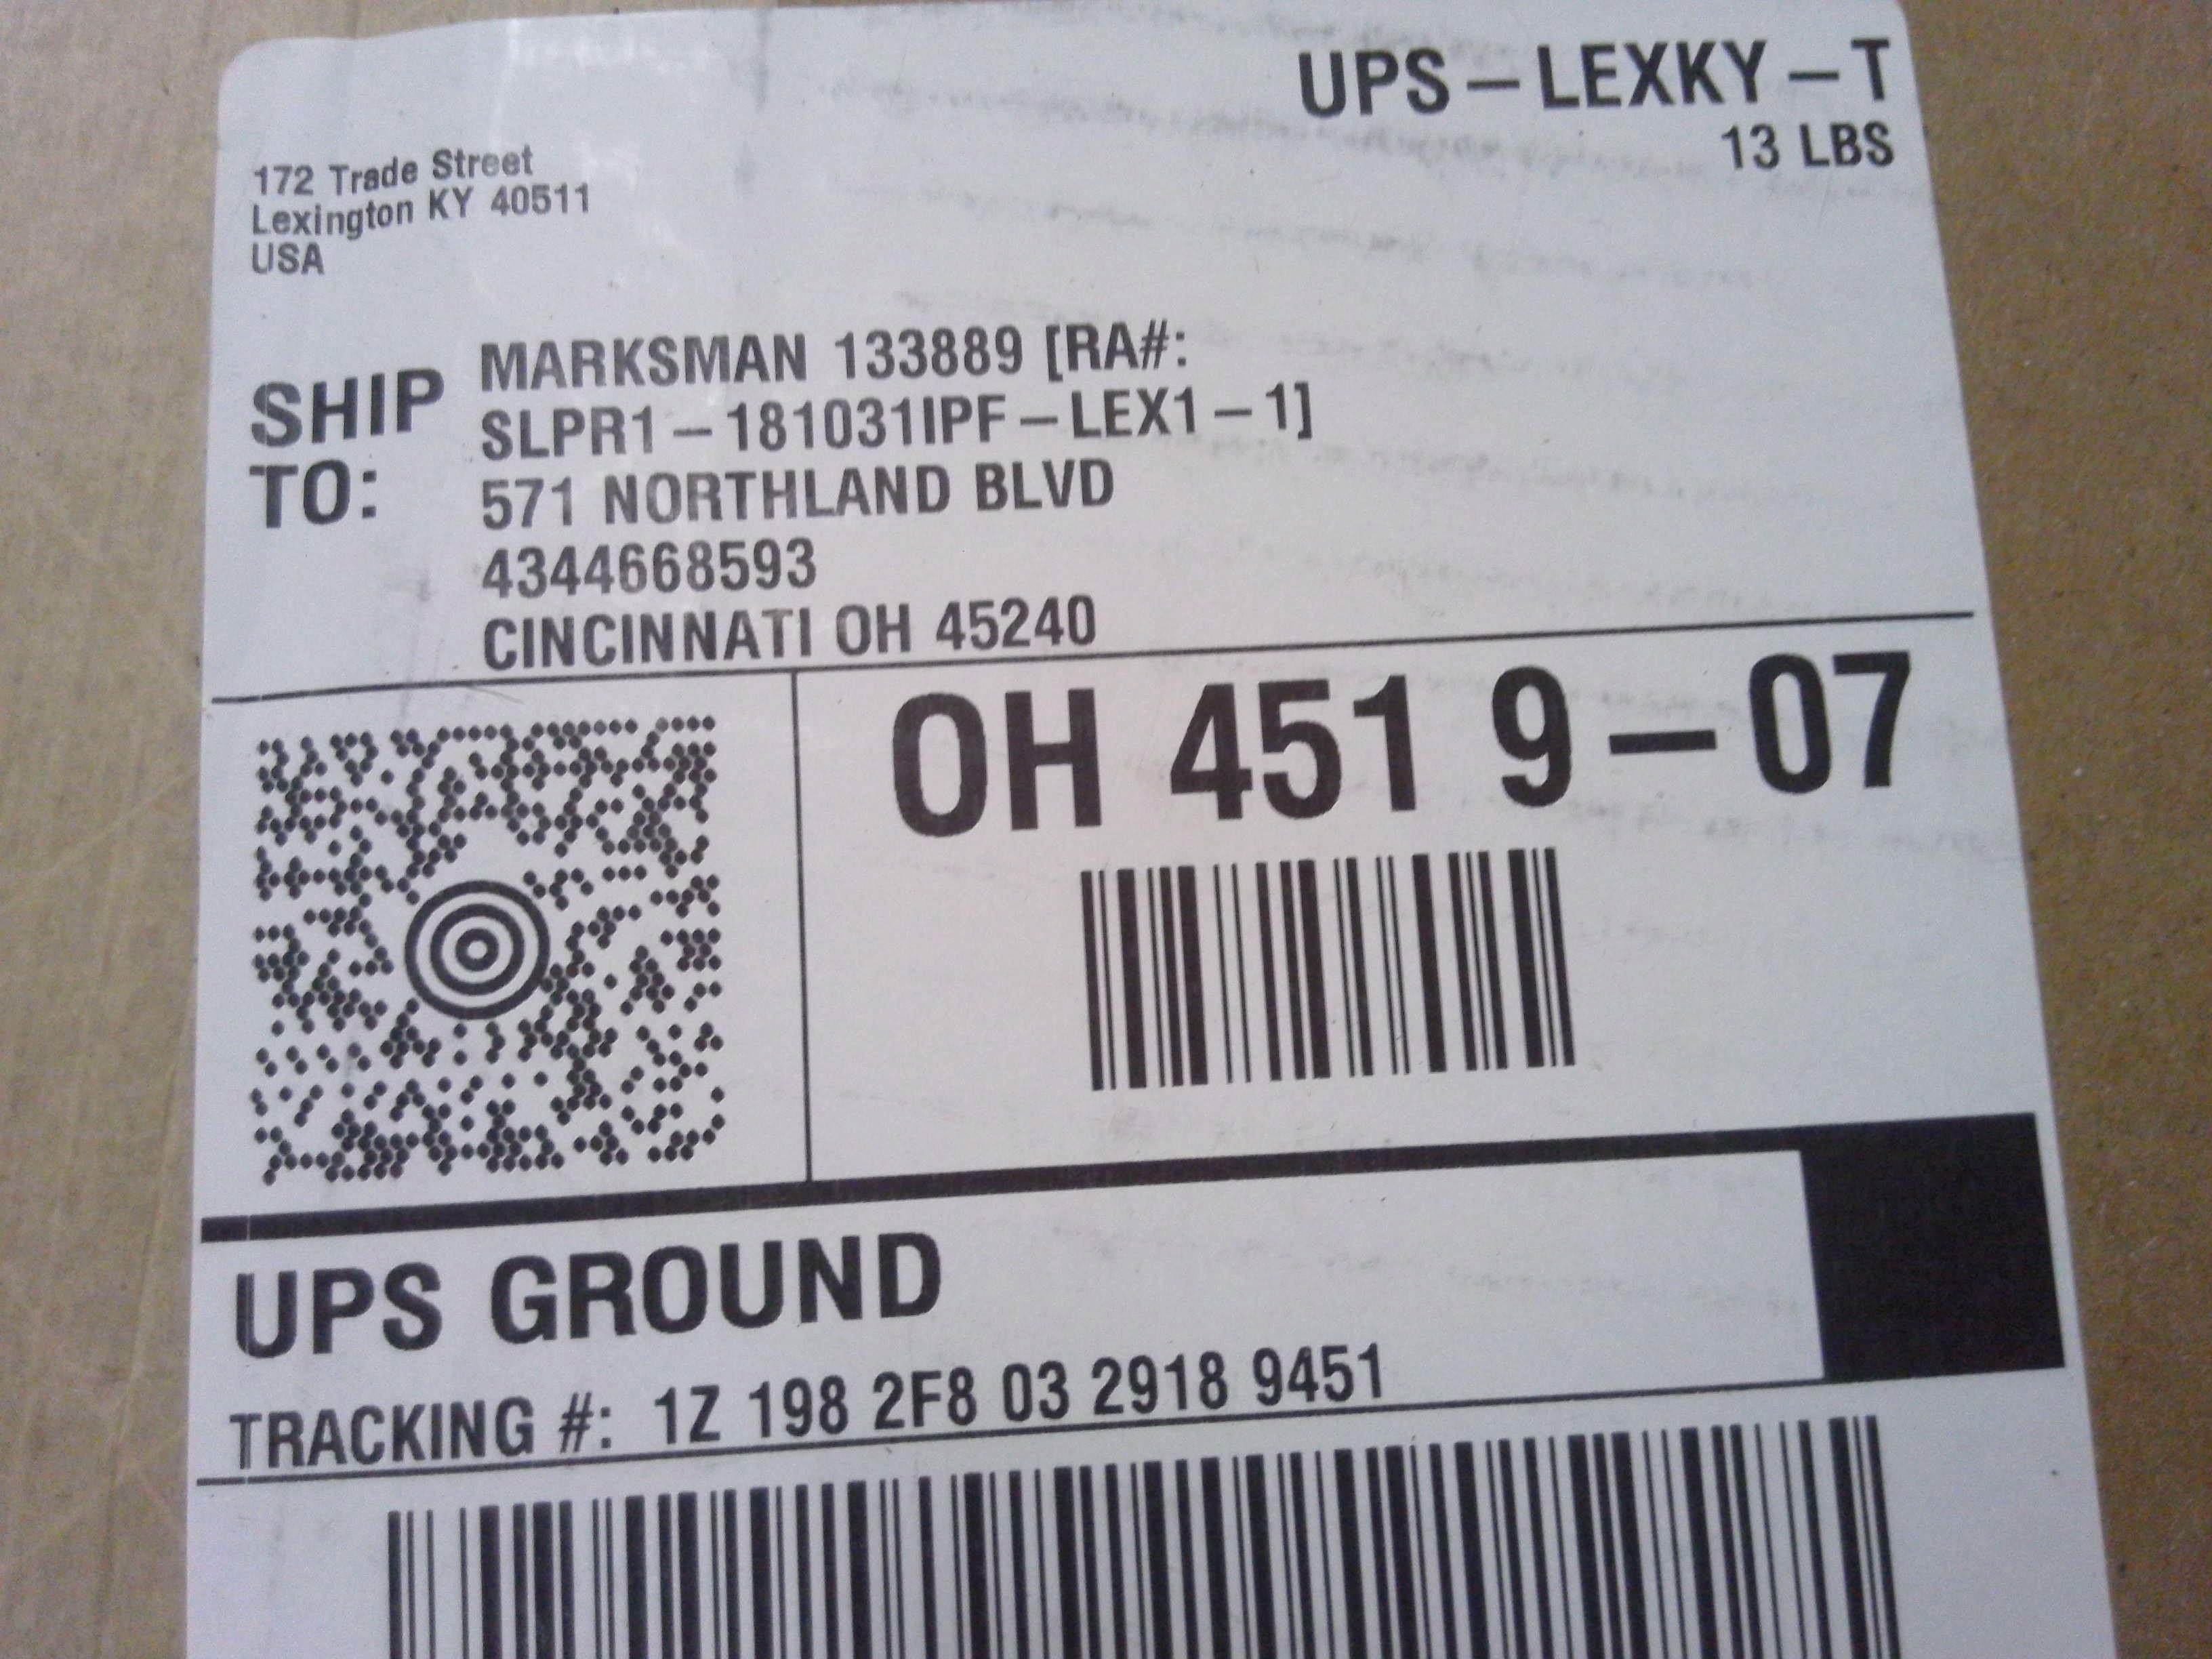 UPS – LEXKY – T
13 LBS
172 Trade Street
Lexington KY 40511
USA
SHIP TO:
MARKSMAN 133889 [RA#:
SLPR1 – 181031IPF – LEX1 – 1]
571 NORTHLAND BLVD
4344668593
CINCINNATI OH 45240
OH 451 9 – 07
UPS GROUND
TRACKING #: 1Z 198 2F8 03 2918 9451